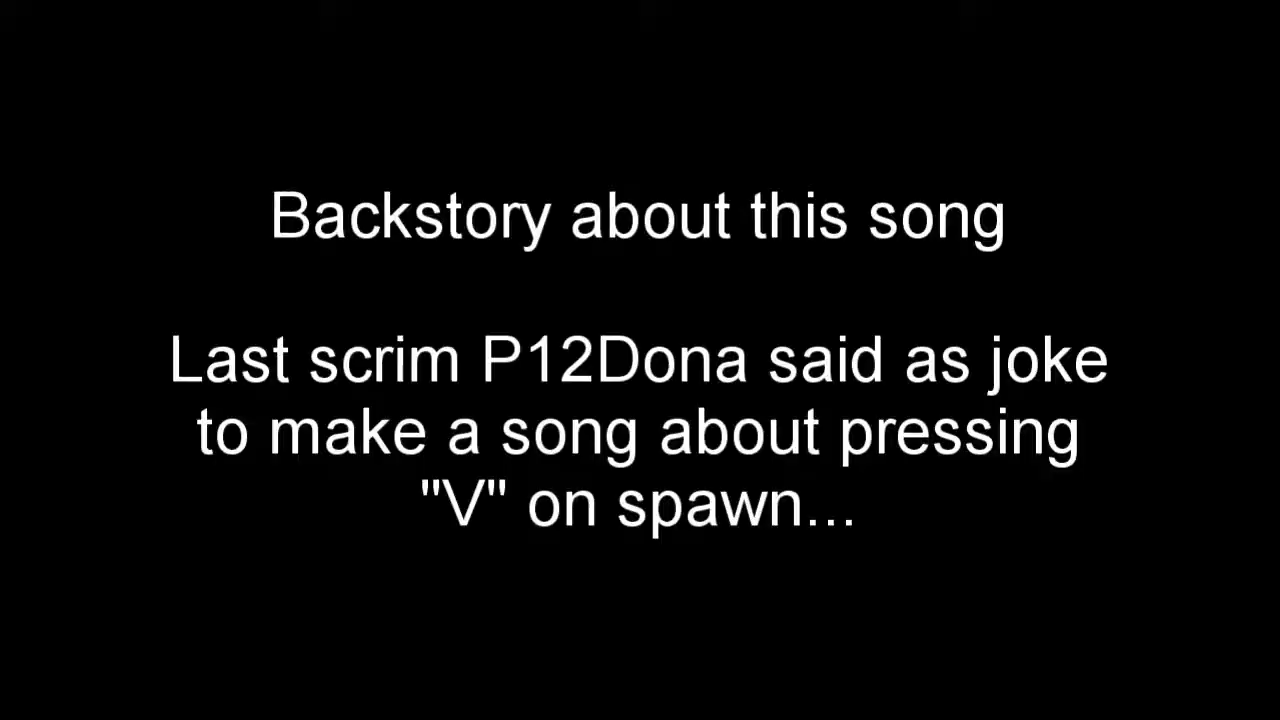 Backstory about this song
Last scrim P12Dona said as joke
to make a song about pressing
"V" on spawn...